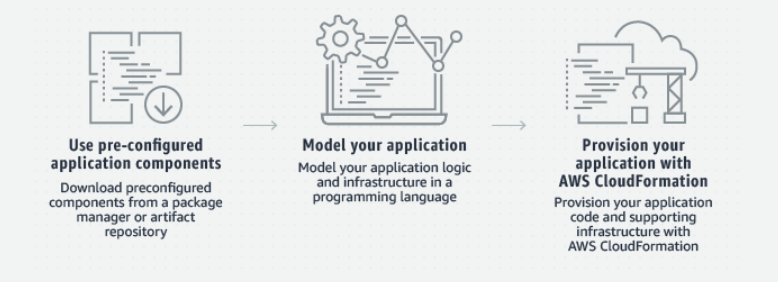 Use pre-configured
application components
Download preconfigured
components from a package
manager or artifact
repository
Model your application
Model your application logic
and infrastructure in a
programming language
Provision your
application with
AWS CloudFormation
Provision your application
code and supporting
infrastructure with
AWS CloudFormation